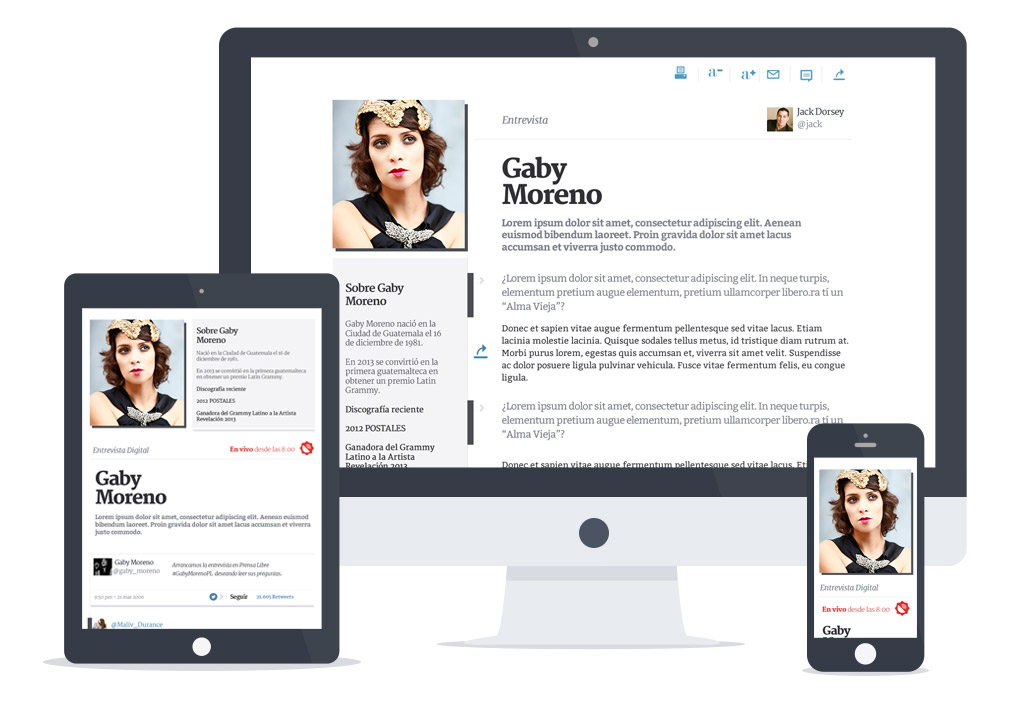 a-
a+
Entrevista
Jack Dorsey
@jack
Gaby
Moreno
Lorem ipsum dolor sit amet, consectetur adipiscing elit. Aenean
euismod bibendum laoreet. Proin gravida dolor sit amet lacus
accumsan et viverra justo commodo.
¿Lorem ipsum dolor sit amet, consectetur adipiscing elit. In neque turpis,
elementum pretium augue elementum, pretium ullamcorper libero.ra ti un
“Alma Vieja”?
Donec et sapien vitae augue fermentum pellentesque sed vitae lacus. Etiam
lacinia molestie lacinia. Quisque sodales tellus metus, id tristique diam rutrum at.
Morbi purus lorem, egestas quis accumsan et, viverra sit amet velit. Suspendisse
ac dolor posuere ligula pulvinar vehicula. Fusce vitae fermentum felis, eu congue
ligula.
¿Lorem ipsum dolor sit amet, consectetur adipiscing elit. In neque turpis,
elementum pretium augue elementum, pretium ullamcorper libero.ra ti un
“Alma Vieja”?
Donec et sapien vitae augue fermentum pellentesque sed vitae lacus.
Sobre Gaby
Moreno
Gaby Moreno nació en la
Ciudad de Guatemala el 16
de diciembre de 1981.
En 2013 se convirtió en la
primera guatemalteca en
obtener un premio Latin
Grammy.
Discografía reciente
2012 POSTALES
Ganadora del Grammy
Latino a la Artista
Revelación 2013
Sobre Gaby
Moreno
Nació en la Ciudad de Guatemala el 16 de
diciembre de 1981.
En 2013 se convirtió en la primera guatemalteca
en obtener un premio Latin Grammy.
Discografía reciente
2012 POSTALES
Ganadora del Grammy Latino a la Artista
Revelación 2013
Entrevista Digital
En vivo desde las 8:00
Gaby
Moreno
Lorem ipsum dolor sit amet, consectetur adipiscing elit. Aenean euismod
bibendum laoreet. Proin gravida dolor sit amet lacus accumsan et viverra
justo commodo.
Gaby Moreno
@gaby_moreno
Arrancamos la entrevista en Prensa Libre
#GabyMorenoPL deseando leer sus preguntas.
Seguir
21,605 Retweets
@Maliv_Durance
Entrevista Digital
En vivo desde las 8:00
Gaby